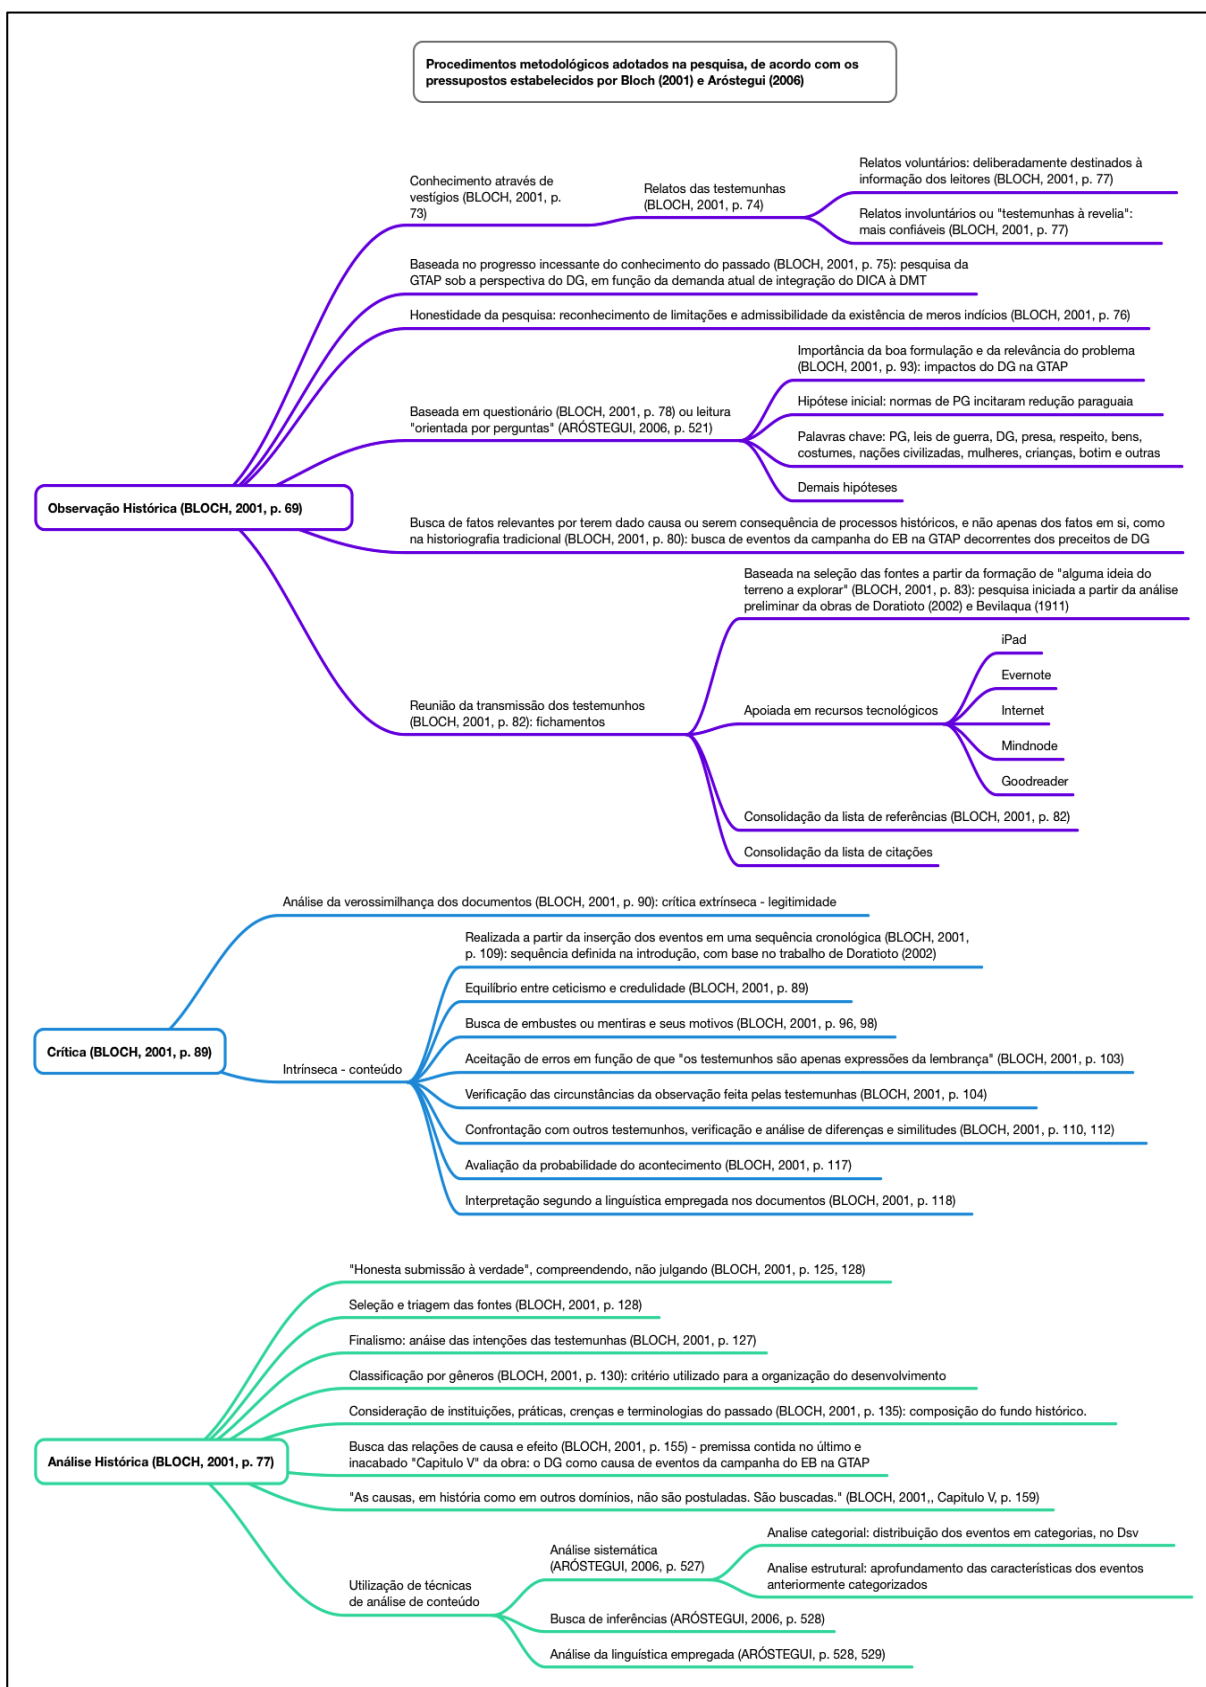 Procedimentos metodológicos adotados na pesquisa, de acordo com os
pressupostos estabelecidos por Bloch (2001) e Aróstegui (2006)
Observação Histórica (BLOCH, 2001, p. 69)
Conhecimento através de
vestígios (BLOCH, 2001, p.
73)
Relatos das testemunhas
(BLOCH, 2001, p. 74)
Relatos voluntários: deliberadamente destinados à
informação dos leitores (BLOCH, 2001, p. 77)
Relatos involuntários ou "testemunhas à revelia":
mais confiáveis (BLOCH, 2001, p. 77)
Baseada no progresso incessante do conhecimento do passado (BLOCH, 2001, p. 75): pesquisa da
GTAP sob a perspectiva do DG, em função da demanda atual de integração do DICA à DMT
Honestidade da pesquisa: reconhecimento de limitações e admissibilidade da existência de meros indícios (BLOCH, 2001, p. 76)
Baseada em questionário (BLOCH, 2001, p. 78) ou leitura
"orientada por perguntas" (ARÓSTEGUI, 2006, p. 521)
Importância da boa formulação e da relevância do problema
(BLOCH, 2001, p. 93): impactos do DG na GTAP
Hipótese inicial: normas de PG incitaram redução paraguaia
Palavras chave: PG, leis de guerra, DG, presa, respeito, bens,
costumes, nações civilizadas, mulheres, crianças, botim e outras
Demais hipóteses
Busca de fatos relevantes por terem dado causa ou serem consequência de processos históricos, e não apenas dos fatos em si, como
na historiografia tradicional (BLOCH, 2001, p. 80): busca de eventos da campanha do EB na GTAP decorrentes dos preceitos de DG
Reunião da transmissão dos testemunhos
(BLOCH, 2001, p. 82): fichamentos
Baseada na seleção das fontes a partir da formação de "alguma ideia do
terreno a explorar" (BLOCH, 2001, p. 83): pesquisa iniciada a partir da análise
preliminar da obras de Doratioto (2002) e Bevilaqua (1911)
Apoiada em recursos tecnológicos
iPad
Evernote
Internet
Mindnode
Goodreader
Consolidação da lista de referências (BLOCH, 2001, p. 82)
Consolidação da lista de citações
Crítica (BLOCH, 2001, p. 89)
Análise da verossimilhança dos documentos (BLOCH, 2001, p. 90): crítica extrínseca - legitimidade
Intrínseca - conteúdo
Realizada a partir da inserção dos eventos em uma sequência cronológica (BLOCH, 2001,
p. 109): sequência definida na introdução, com base no trabalho de Doratioto (2002)
Equilíbrio entre ceticismo e credulidade (BLOCH, 2001, p. 89)
Busca de embustes ou mentiras e seus motivos (BLOCH, 2001, p. 96, 98)
Aceitação de erros em função de que "os testemunhos são apenas expressões da lembrança" (BLOCH, 2001, p. 103)
Verificação das circunstâncias da observação feita pelas testemunhas (BLOCH, 2001, p. 104)
Confrontação com outros testemunhos, verificação e análise de diferenças e similitudes (BLOCH, 2001, p. 110, 112)
Avaliação da probabilidade do acontecimento (BLOCH, 2001, p. 117)
Interpretação segundo a linguística empregada nos documentos (BLOCH, 2001, p. 118)
Análise Histórica (BLOCH, 2001, p. 77)
"Honesta submissão à verdade", compreendendo, não julgando (BLOCH, 2001, p. 125, 128)
Seleção e triagem das fontes (BLOCH, 2001, p. 128)
Finalismo: anáise das intenções das testemunhas (BLOCH, 2001, p. 127)
Classificação por gêneros (BLOCH, 2001, p. 130): critério utilizado para a organização do desenvolvimento
Consideração de instituições, práticas, crenças e terminologias do passado (BLOCH, 2001, p. 135): composição do fundo histórico.
Busca das relações de causa e efeito (BLOCH, 2001, p. 155) - premissa contida no último e
inacabado "Capitulo V" da obra: o DG como causa de eventos da campanha do EB na GTAP
"As causas, em história como em outros domínios, não são postuladas. São buscadas." (BLOCH, 2001,, Capitulo V, p. 159)
Utilização de técnicas
de análise de conteúdo
Análise sistemática
(ARÓSTEGUI, 2006, p. 527)
Analise categorial: distribuição dos eventos em categorias, no Dsv
Analise estrutural: aprofundamento das características dos eventos
anteriormente categorizados
Busca de inferências (ARÓSTEGUI, 2006, p. 528)
Análise da linguística empregada (ARÓSTEGUI, p. 528, 529)